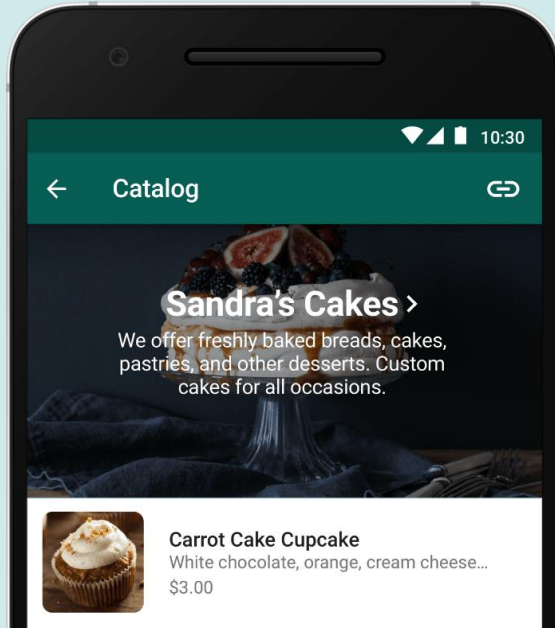 10:30
Catalog
Sandra's Cakes
We offer freshly baked breads, cakes,
pastries, and other desserts. Custom
cakes for all occasions.
Carrot Cake Cupcake
White chocolate, orange, cream cheese...
$3.00